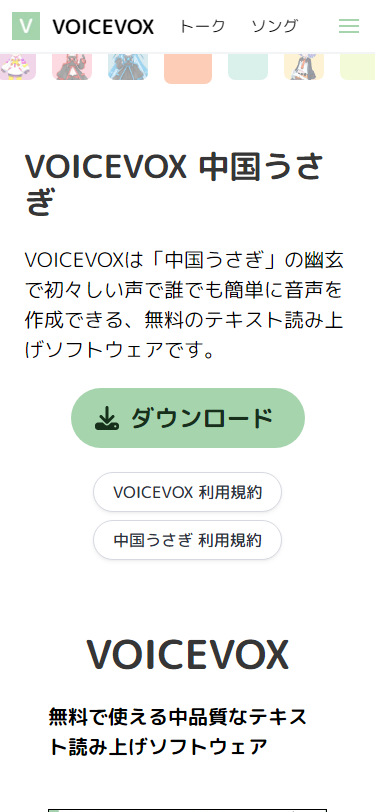 V VOICEVOX トーク ソング
VOICEVOX 中国うさ
ぎ
VOICEVOXは「中国うさぎ」の幽玄
で初々しい声で誰でも簡単に音声を
作成できる、無料のテキスト読み上
げソフトウェアです。
ダウンロード
VOICEVOX 利用規約
中国うさぎ 利用規約
VOICEVOX
無料で使える中品質なテキス
ト読み上げソフトウェア